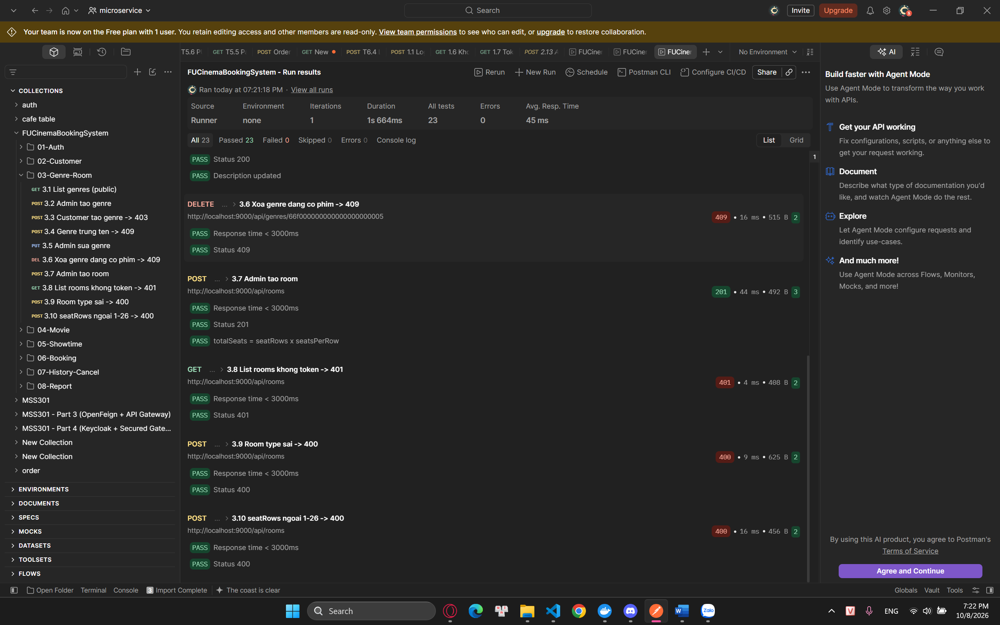 microservice
Search
Invite
Upgrade
Your team is now on the Free plan with 1 user. You retain editing access and other members are read-only. View team permissions to see who can edit, or upgrade to restore collaboration.
GET T5.5
POST Order
GET New
POST T6.4
POST 1.1
GET 1.6
GET 1.7
POST 2.13
No Environment
AI
FUCinemaBookingSystem - Run results
Rerun
New Run
Schedule
Postman CLI
Configure CI/CD
Share
Ran today at 07:21:18 PM · View all runs
Source Environment Iterations Duration All tests Errors Avg. Resp. Time
Runner none 1 1s 664ms 23 0 45 ms
All 23 Passed 23 Failed 0 Skipped 0 Errors 0 Console log
List Grid
1
PASS Status 200
PASS Description updated
DELETE ... > 3.6 Xoa genre dang co phim -> 409
http://localhost:9000/api/genres/66f000000000000000000005
409 • 16 ms • 515 B 2
PASS Response time < 3000ms
PASS Status 409
POST ... > 3.7 Admin tao room
http://localhost:9000/api/rooms
201 • 44 ms • 492 B 3
PASS Response time < 3000ms
PASS Status 201
PASS totalSeats = seatRows x seatsPerRow
GET ... > 3.8 List rooms khong token -> 401
http://localhost:9000/api/rooms
401 • 4 ms • 408 B 2
PASS Response time < 3000ms
PASS Status 401
POST ... > 3.9 Room type sai -> 400
http://localhost:9000/api/rooms
400 • 9 ms • 625 B 2
PASS Response time < 3000ms
PASS Status 400
POST ... > 3.10 seatRows ngoai 1-26 -> 400
http://localhost:9000/api/rooms
400 • 16 ms • 456 B 2
PASS Response time < 3000ms
PASS Status 400
COLLECTIONS
auth
cafe table
FUCinemaBookingSystem
01-Auth
02-Customer
03-Genre-Room
GET 3.1 List genres (public)
POST 3.2 Admin tao genre
POST 3.3 Customer tao genre -> 403
POST 3.4 Genre trung ten -> 409
PUT 3.5 Admin sua genre
DEL 3.6 Xoa genre dang co phim -> 409
POST 3.7 Admin tao room
GET 3.8 List rooms khong token -> 401
POST 3.9 Room type sai -> 400
POST 3.10 seatRows ngoai 1-26 -> 400
04-Movie
05-Showtime
06-Booking
07-History-Cancel
08-Report
MSS301
MSS301 - Part 3 (OpenFeign + API Gateway)
MSS301 - Part 4 (Keycloak + Secured Gate...
New Collection
New Collection
order
ENVIRONMENTS
DOCUMENTS
SPECS
MOCKS
DATASETS
TOOLSETS
FLOWS
Build faster with Agent Mode
Use Agent Mode to transform the way you work
with APIs.
Get your API working
Fix configurations, scripts, or anything else to
get your request working.
Document
Describe what type of documentation you'd
like, and watch Agent Mode do the rest.
Explore
Let Agent Mode configure requests and
identify use-cases.
And much more!
Use Agent Mode across Flows, Monitors,
Mocks, and more!
By using this AI product, you agree to Postman's
Terms of Service
Agree and Continue
Open Folder
Terminal
Console
3 Import Complete
The coast is clear
Globals
Vault
Tools
Search
Zalo
ENG
7:22 PM
10/8/2026